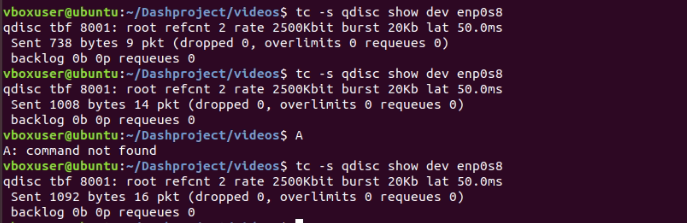 vboxuser@ubuntu:~/Dashproject/videos$ tc -s qdisc show dev enp0s8
qdisc tbf 8001: root refcnt 2 rate 2500Kbit burst 20Kb lat 50.0ms
 Sent 738 bytes 9 pkt (dropped 0, overlimits 0 requeues 0)
 backlog 0b 0p requeues 0
vboxuser@ubuntu:~/Dashproject/videos$ tc -s qdisc show dev enp0s8
qdisc tbf 8001: root refcnt 2 rate 2500Kbit burst 20Kb lat 50.0ms
 Sent 1008 bytes 14 pkt (dropped 0, overlimits 0 requeues 0)
 backlog 0b 0p requeues 0
vboxuser@ubuntu:~/Dashproject/videos$ A
A: command not found
vboxuser@ubuntu:~/Dashproject/videos$ tc -s qdisc show dev enp0s8
qdisc tbf 8001: root refcnt 2 rate 2500Kbit burst 20Kb lat 50.0ms
 Sent 1092 bytes 16 pkt (dropped 0, overlimits 0 requeues 0)
 backlog 0b 0p requeues 0